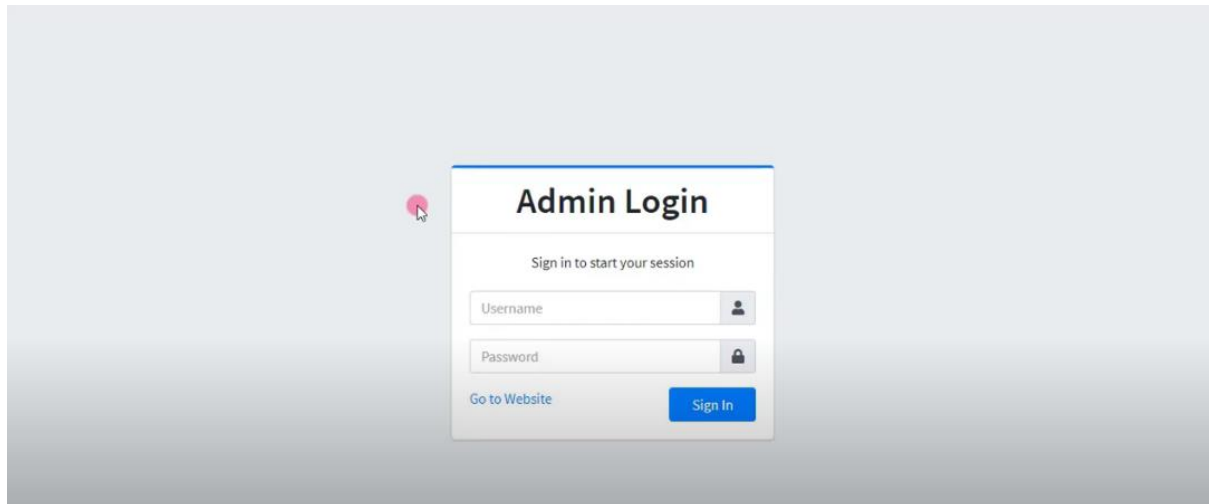 Admin Login
Sign in to start your session
Username
Password
Go to Website
Sign In